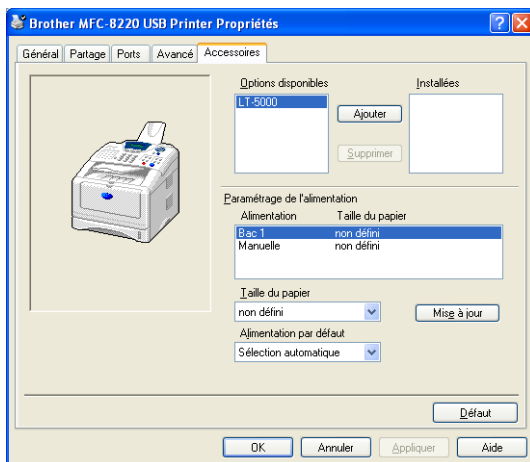 Brother MFC-8220 USB Printer Propriétés
Général Partage Ports Avancé Accessoires
Options disponibles Installées
LT-5000
Ajouter
Supprimer
Paramétrage de l'alimentation
Alimentation Taille du papier
Bac 1 non défini
Manuelle non défini
Taille du papier
non défini Mise à jour
Alimentation par défaut
Sélection automatique
Défaut
OK Annuler Appliquer Aide